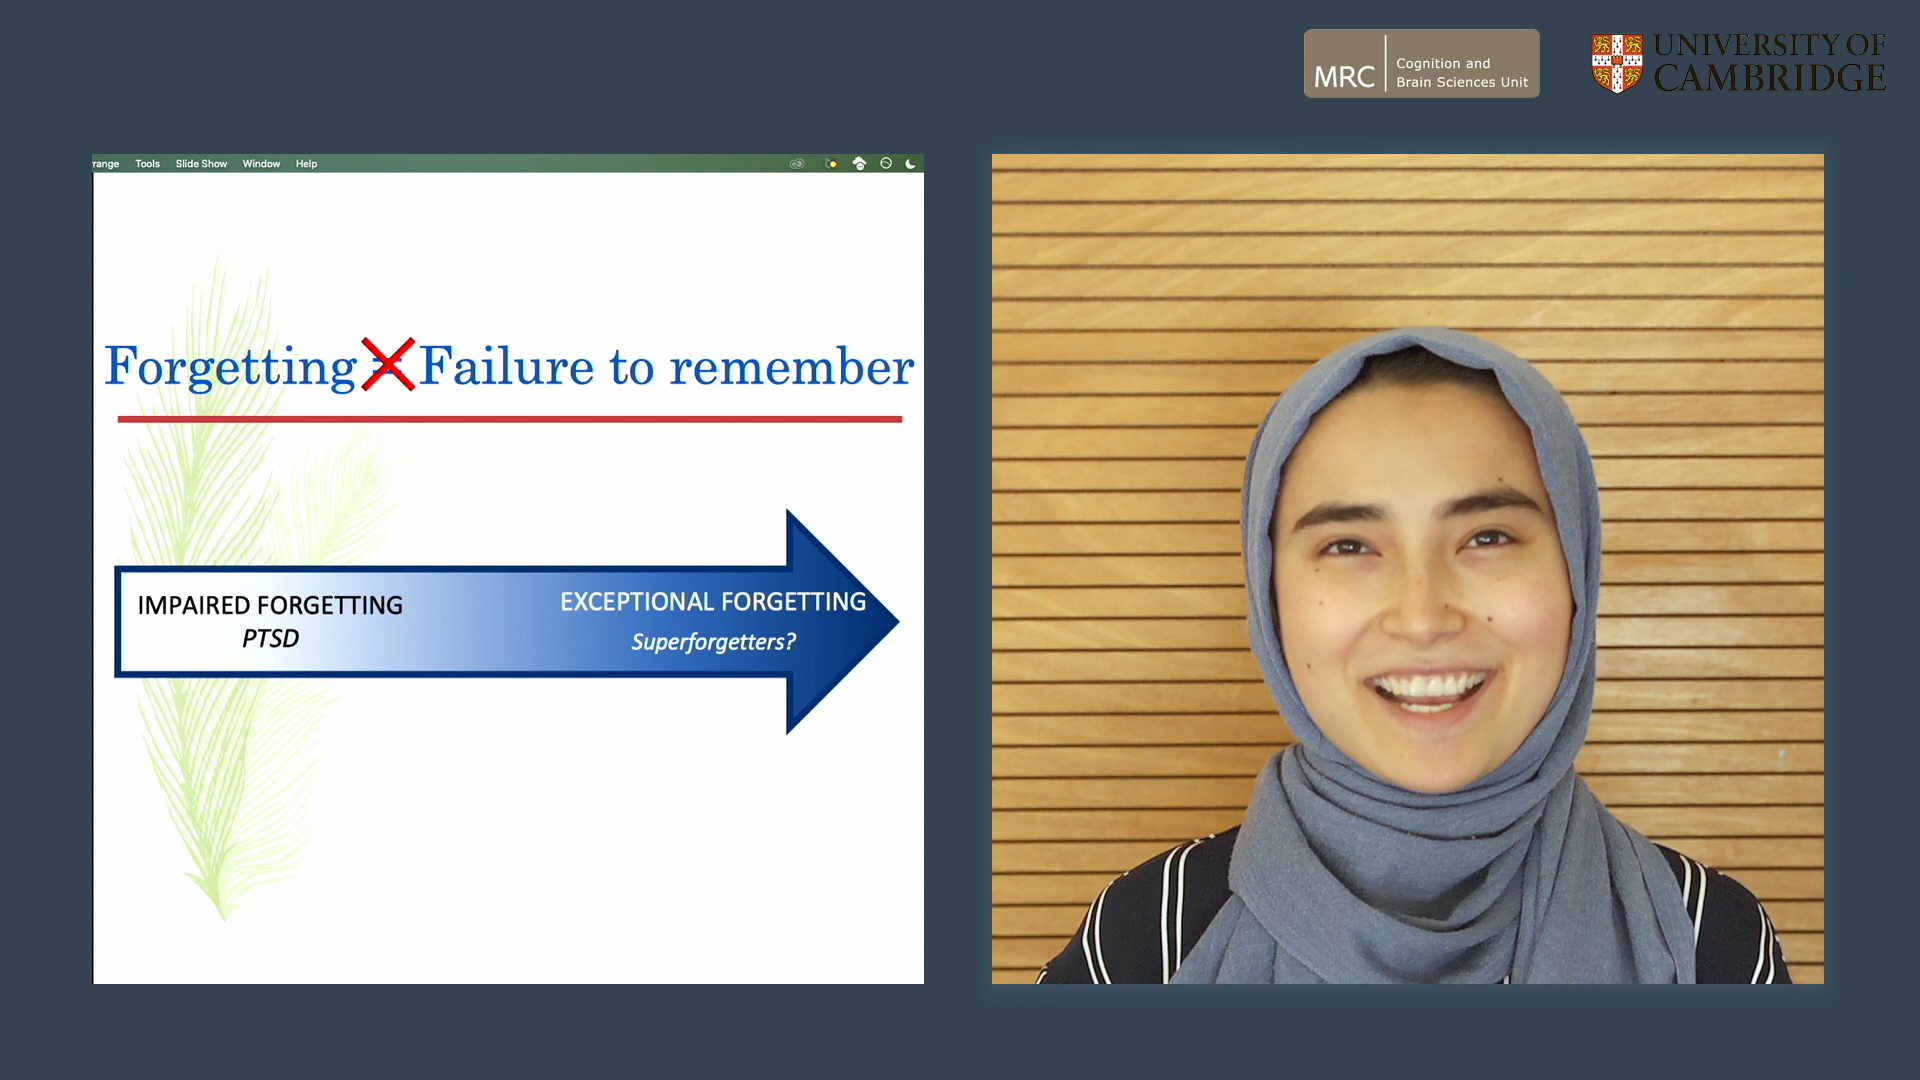 MRC
Cognition and
Brain Sciences Unit
UNIVERSITY OF
CAMBRIDGE
range Tools Slide Show Window Help
Forgetting = Failure to remember
IMPAIRED FORGETTING
PTSD
EXCEPTIONAL FORGETTING
Superforgetters?